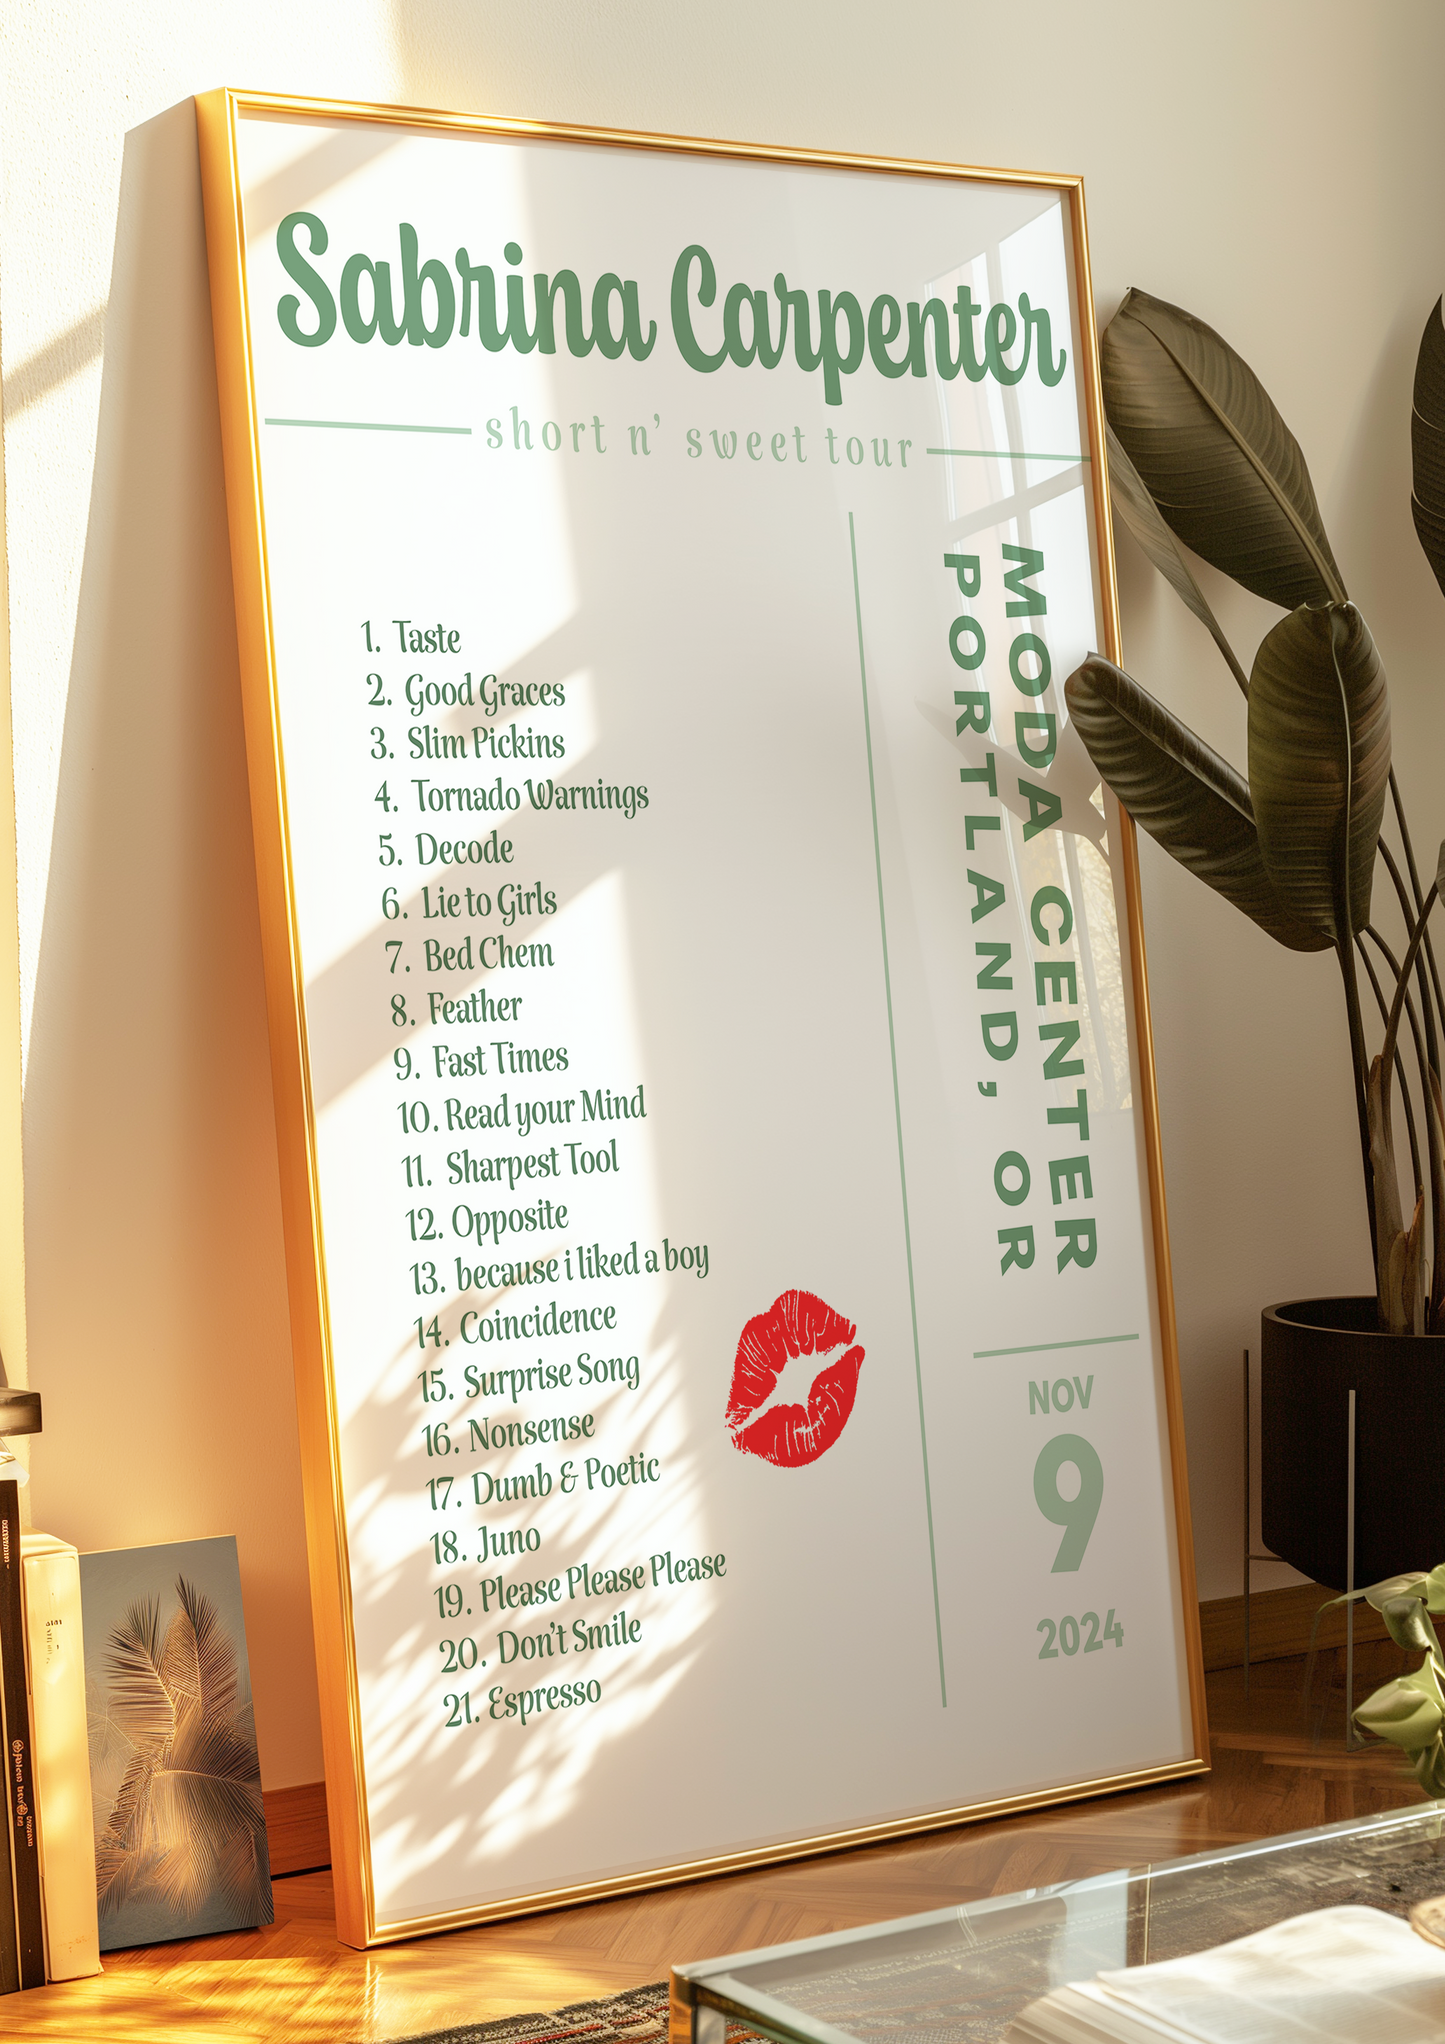 Sabrina Carpenter
short n' sweet tour
1. Taste
2. Good Graces
3. Slim Pickins
4. Tornado Warnings
5. Decode
6. Lie to Girls
7. Bed Chem
8. Feather
9. Fast Times
10. Read your Mind
11. Sharpest Tool
12. Opposite
13. because i liked a boy
14. Coincidence
15. Surprise Song
16. Nonsense
17. Dumb & Poetic
18. Juno
19. Please Please Please
20. Don't Smile
21. Espresso
MODA CENTER
PORTLAND, OR
NOV
9
2024